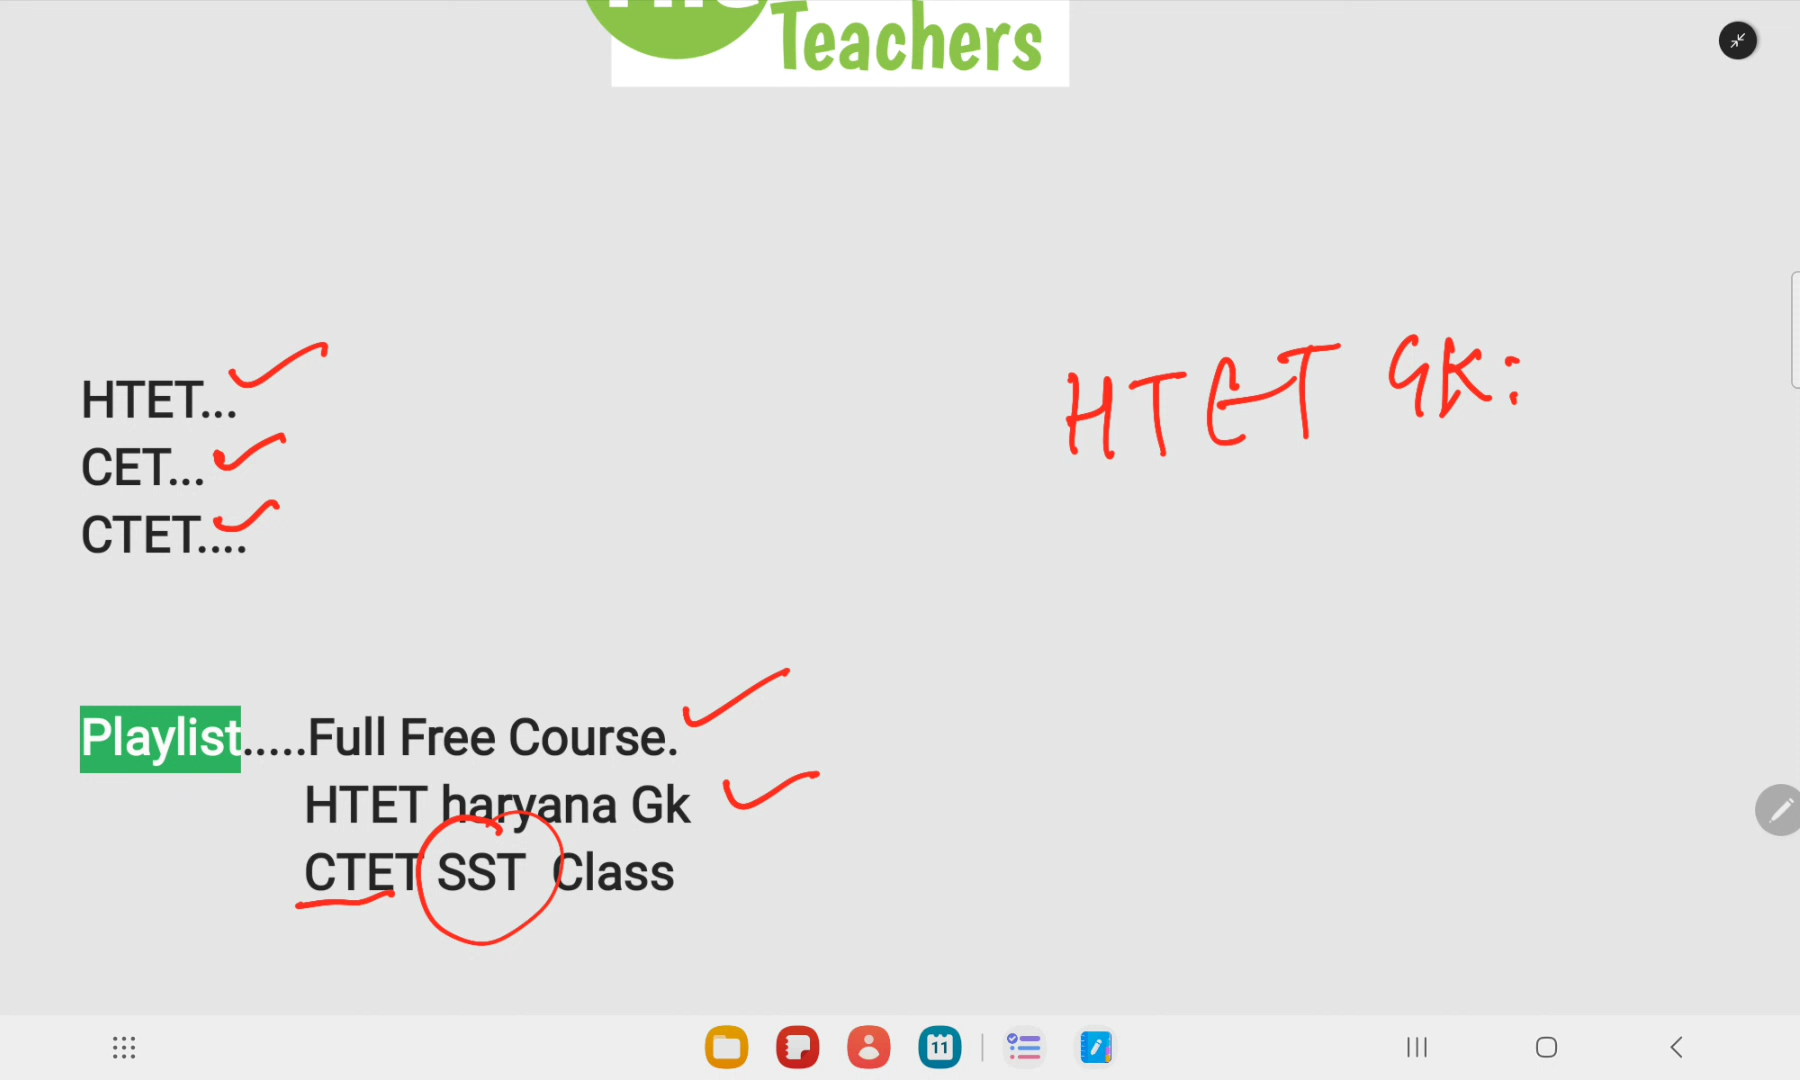 Teachers
HTET...
CET...
CTET....
HTET GK:
Playlist.....Full Free Course.
HTET haryana Gk
CTET SST Class
11